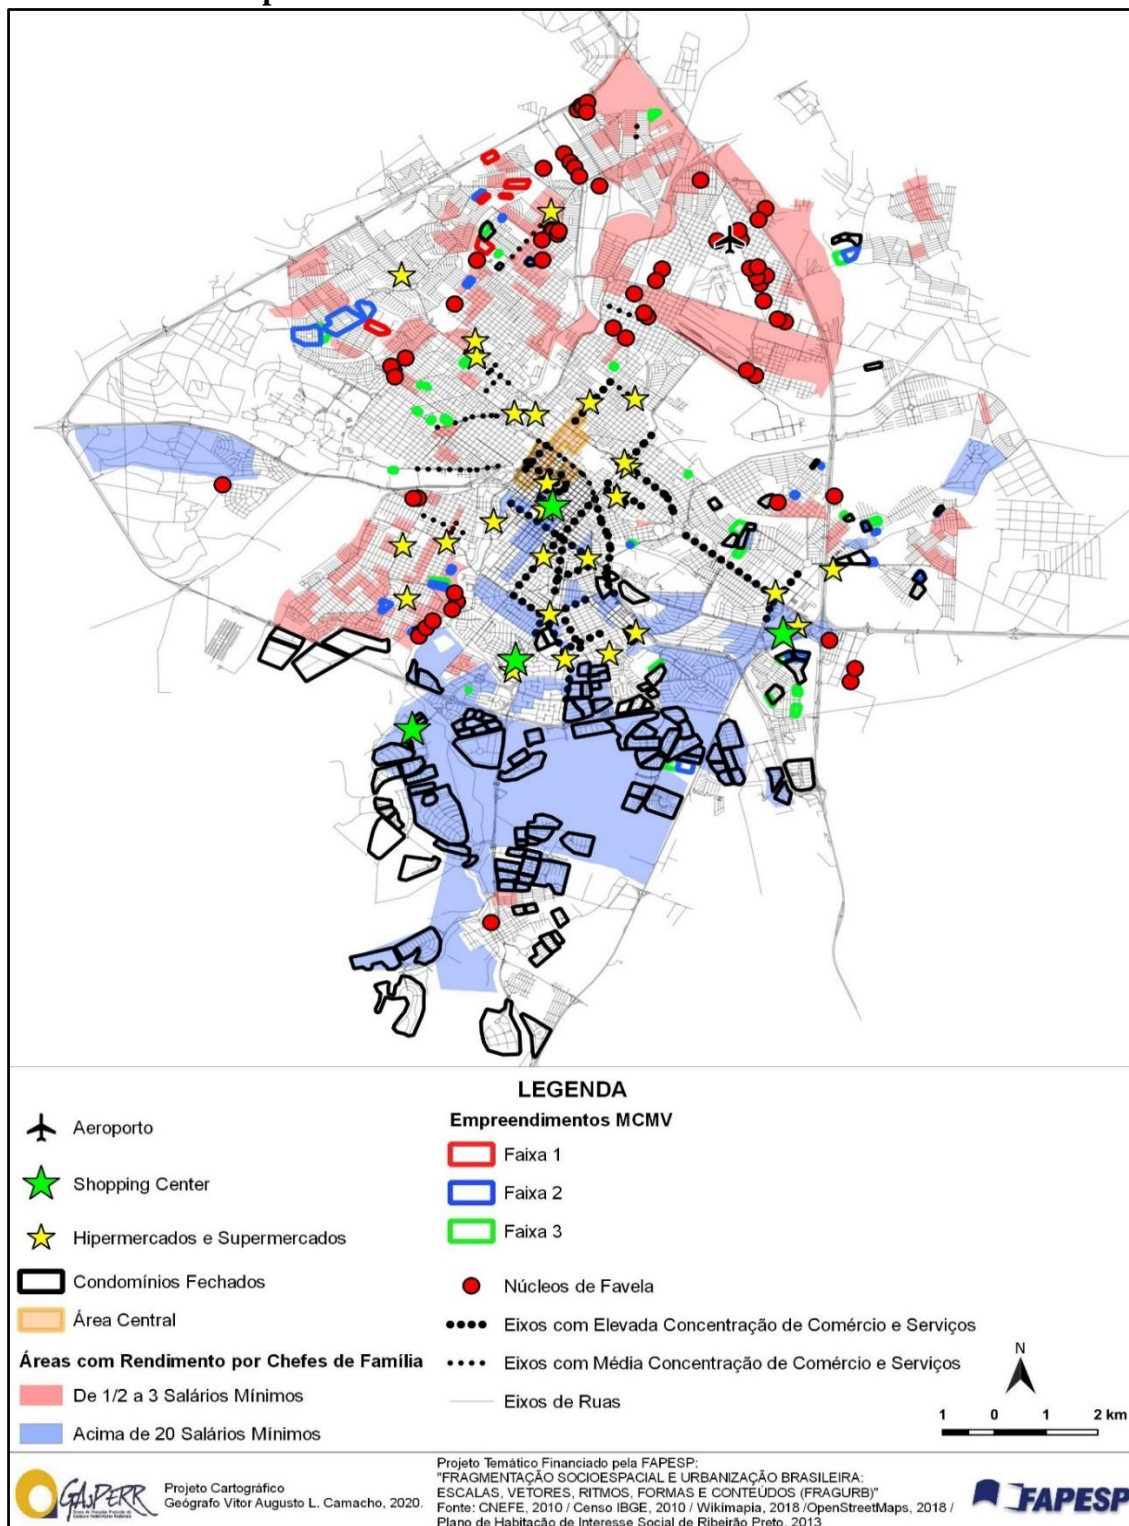 LEGENDA
Aeroporto
Shopping Center
Hipermercados e Supermercados
Condomínios Fechados
Área Central
Áreas com Rendimento por Chefes de Família
De 1/2 a 3 Salários Mínimos
Acima de 20 Salários Mínimos
Empreendimentos MCMV
Faixa 1
Faixa 2
Faixa 3
Núcleos de Favela
Eixos com Elevada Concentração de Comércio e Serviços
Eixos com Média Concentração de Comércio e Serviços
Eixos de Ruas
N
1 0 1 2 km
GAsPERR
Projeto Cartográfico
Geógrafo Vitor Augusto L. Camacho, 2020.
Projeto Temático Financiado pela FAPESP:
"FRAGMENTAÇÃO SOCIOESPACIAL E URBANIZAÇÃO BRASILEIRA:
ESCALAS, VETORES, RITMOS, FORMAS E CONTEÚDOS (FRAGURB)"
Fonte: CNEFE, 2010 / Censo IBGE, 2010 / Wikimapia, 2018 /OpenStreetMaps, 2018 /
Plano de Habitação de Interesse Social de Ribeirão Preto, 2013
FAPESP